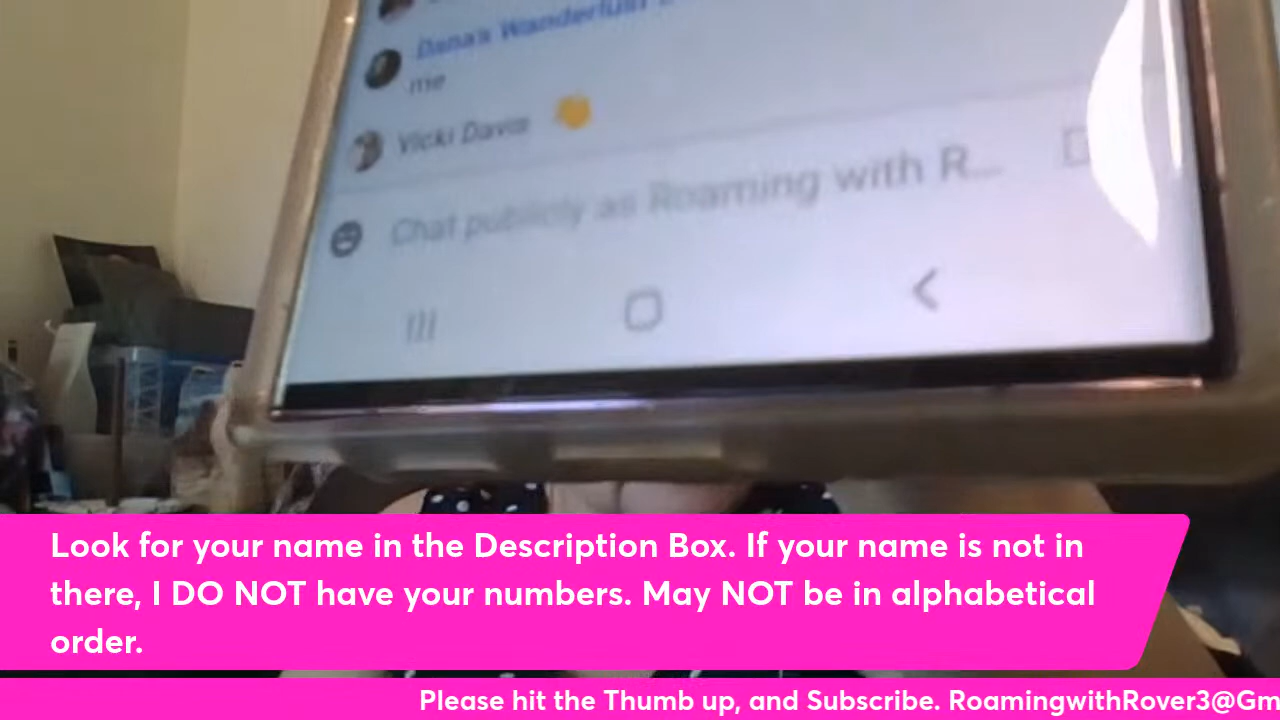 Dana's Wanderlust
me
Vicki Davis
Chat publicly as Roaming with R...
Look for your name in the Description Box. If your name is not in
there, I DO NOT have your numbers. May NOT be in alphabetical
order.
Please hit the Thumb up, and Subscribe. RoamingwithRover3@Gm